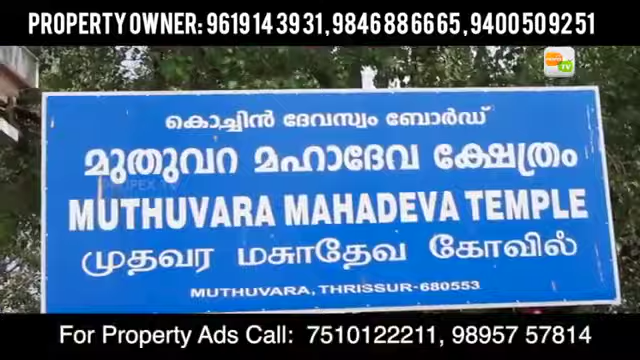 PROPERTY OWNER: 9619143931, 9846886665, 9400509251
കൊച്ചിൻ ദേവസ്വം ബോർഡ്
മുതുവറ മഹാദേവ ക്ഷേത്രം
MUTHUVARA MAHADEVA TEMPLE
முதவர மசாதேவ கோவில்
MUTHUVARA, THRISSUR-680553
For Property Ads Call: 7510122211, 98957 57814